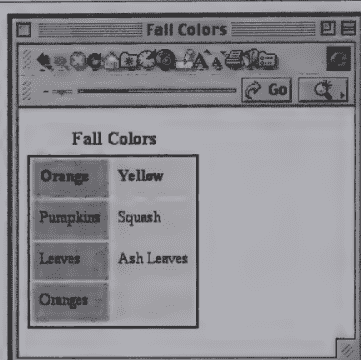 Fall Colors
Go
Fall Colors
Orange Yellow
Pumpkins Squash
Leaves Ash Leaves
Oranges